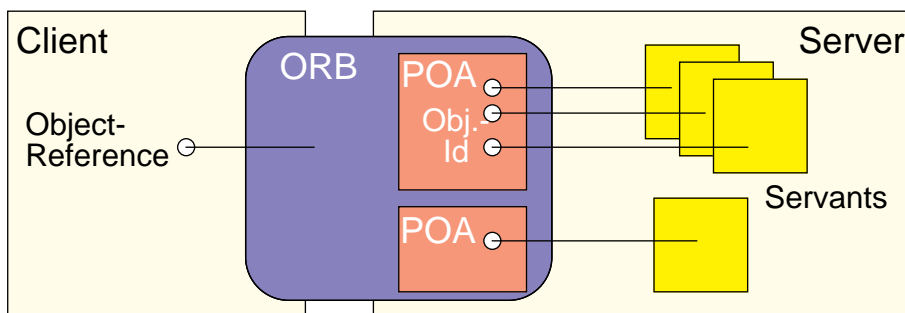 Client
Server
ORB
POA
Object-
Reference
Obj.-
Id
Servants
POA